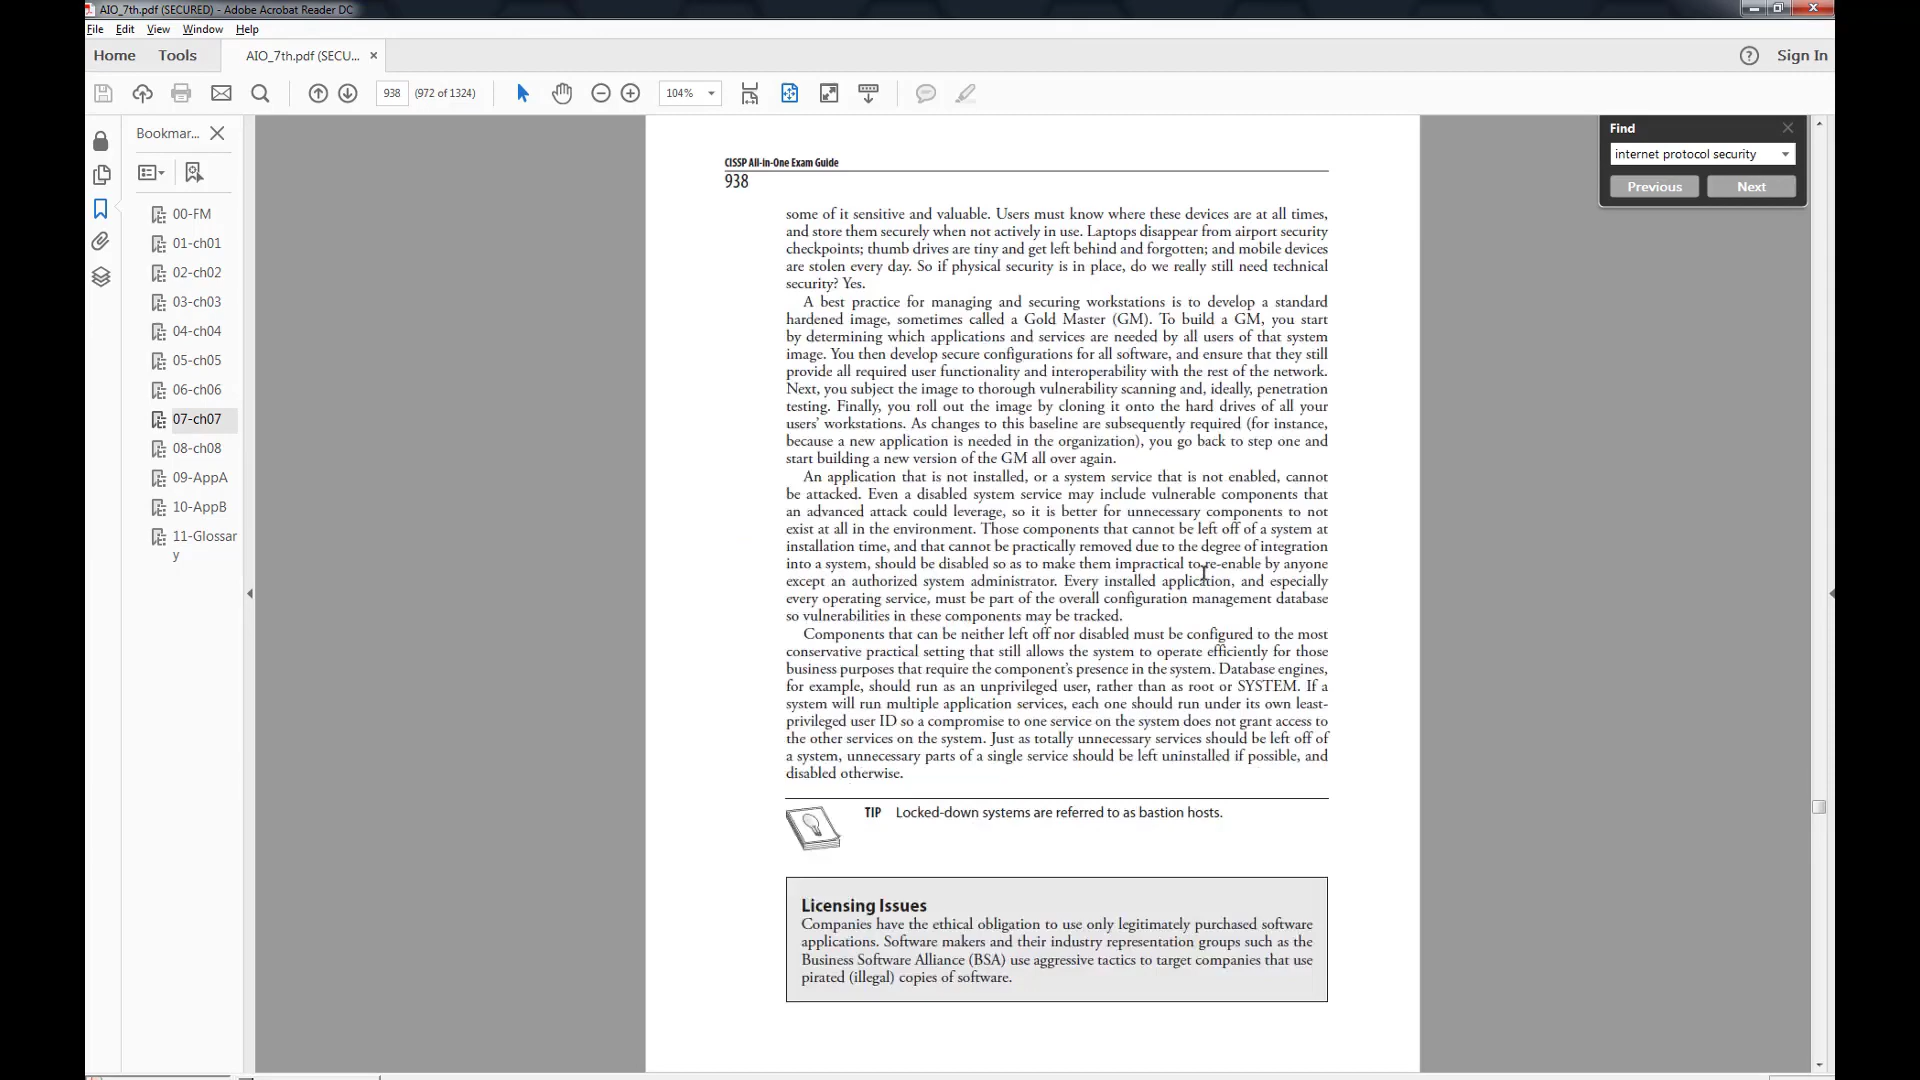 AIO_7th.pdf (SECURED) - Adobe Acrobat Reader DC
File Edit View Window Help
Home Tools AIO_7th.pdf (SECU... Sign In
938 (972 of 1324) 104%
Bookmar...
00-FM
01-ch01
02-ch02
03-ch03
04-ch04
05-ch05
06-ch06
07-ch07
08-ch08
09-AppA
10-AppB
11-Glossar
y
CISSP All-in-One Exam Guide
938
some of it sensitive and valuable. Users must know where these devices are at all times,
and store them securely when not actively in use. Laptops disappear from airport security
checkpoints; thumb drives are tiny and get left behind and forgotten; and mobile devices
are stolen every day. So if physical security is in place, do we really still need technical
security? Yes.
A best practice for managing and securing workstations is to develop a standard
hardened image, sometimes called a Gold Master (GM). To build a GM, you start
by determining which applications and services are needed by all users of that system
image. You then develop secure configurations for all software, and ensure that they still
provide all required user functionality and interoperability with the rest of the network.
Next, you subject the image to thorough vulnerability scanning and, ideally, penetration
testing. Finally, you roll out the image by cloning it onto the hard drives of all your
users' workstations. As changes to this baseline are subsequently required (for instance,
because a new application is needed in the organization), you go back to step one and
start building a new version of the GM all over again.
An application that is not installed, or a system service that is not enabled, cannot
be attacked. Even a disabled system service may include vulnerable components that
an advanced attack could leverage, so it is better for unnecessary components to not
exist at all in the environment. Those components that cannot be left off of a system at
installation time, and that cannot be practically removed due to the degree of integration
into a system, should be disabled so as to make them impractical to re-enable by anyone
except an authorized system administrator. Every installed application, and especially
every operating service, must be part of the overall configuration management database
so vulnerabilities in these components may be tracked.
Components that can be neither left off nor disabled must be configured to the most
conservative practical setting that still allows the system to operate efficiently for those
business purposes that require the component's presence in the system. Database engines,
for example, should run as an unprivileged user, rather than as root or SYSTEM. If a
system will run multiple application services, each one should run under its own least-
privileged user ID so a compromise to one service on the system does not grant access to
the other services on the system. Just as totally unnecessary services should be left off of
a system, unnecessary parts of a single service should be left uninstalled if possible, and
disabled otherwise.
TIP Locked-down systems are referred to as bastion hosts.
Licensing Issues
Companies have the ethical obligation to use only legitimately purchased software
applications. Software makers and their industry representation groups such as the
Business Software Alliance (BSA) use aggressive tactics to target companies that use
pirated (illegal) copies of software.
Find
internet protocol security
Previous Next